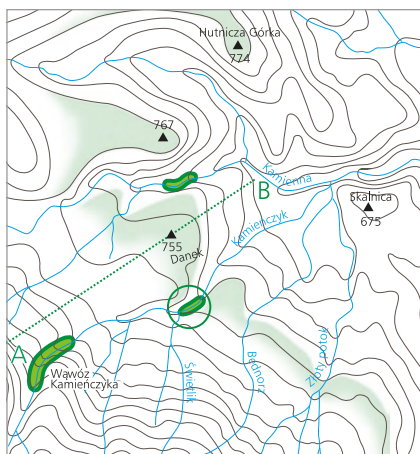 Hutnicza Górka
774
767
Kamienna
B
Skalnica
675
Kamieńczyk
755
Danek
A
Wąwóz
Kamieńczyka
Świetlik
Bednorz
Złoty potok